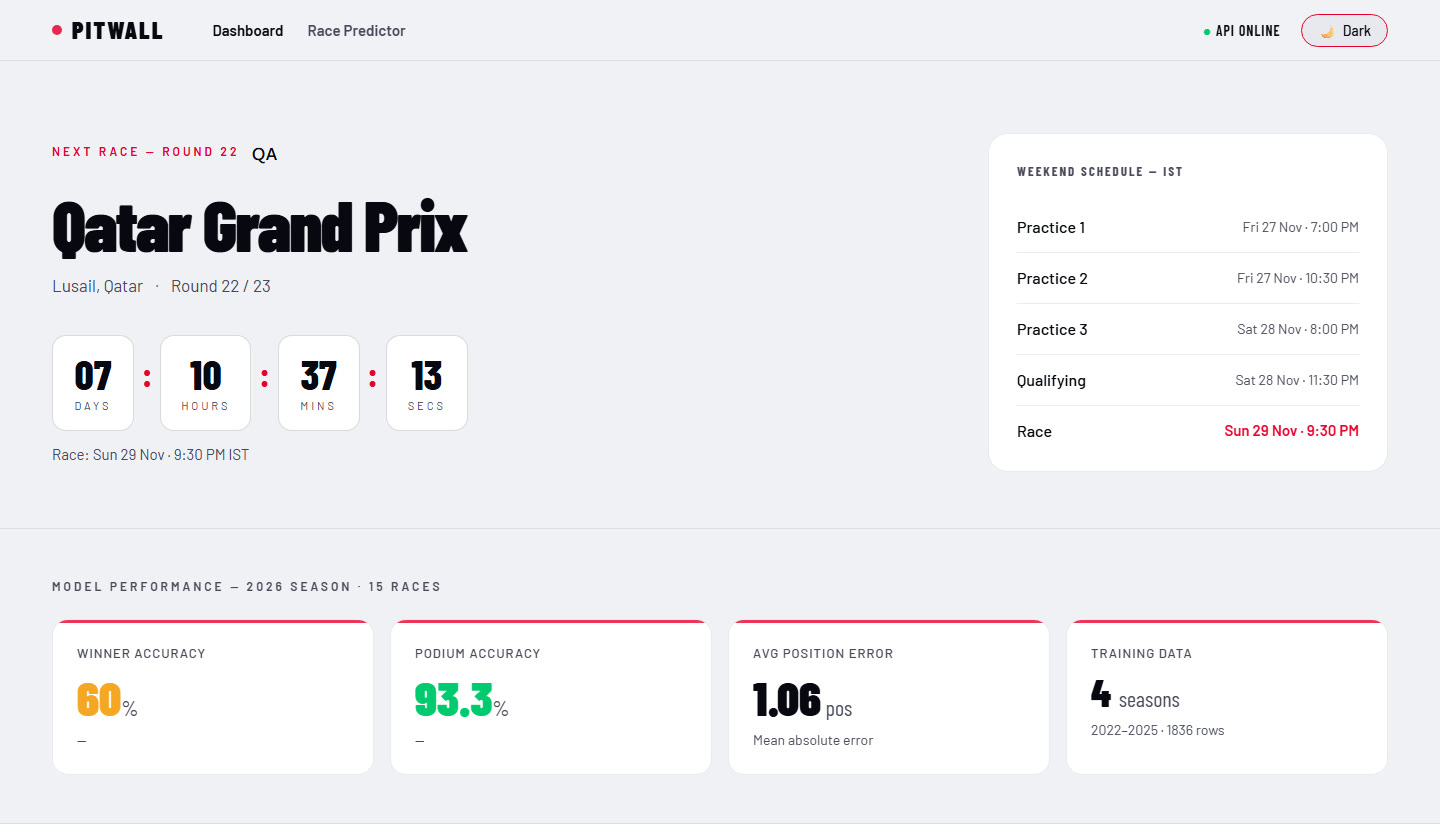 PITWALL
Dashboard
Race Predictor
API ONLINE
Dark
NEXT RACE — ROUND 22 QA
Qatar Grand Prix
Lusail, Qatar · Round 22 / 23
07 : 10 : 37 : 13
DAYS HOURS MINS SECS
Race: Sun 29 Nov · 9:30 PM IST
WEEKEND SCHEDULE — IST
Practice 1 Fri 27 Nov · 7:00 PM
Practice 2 Fri 27 Nov · 10:30 PM
Practice 3 Sat 28 Nov · 8:00 PM
Qualifying Sat 28 Nov · 11:30 PM
Race Sun 29 Nov · 9:30 PM
MODEL PERFORMANCE — 2026 SEASON · 15 RACES
WINNER ACCURACY
60%
—
PODIUM ACCURACY
93.3%
—
AVG POSITION ERROR
1.06 pos
Mean absolute error
TRAINING DATA
4 seasons
2022–2025 · 1836 rows